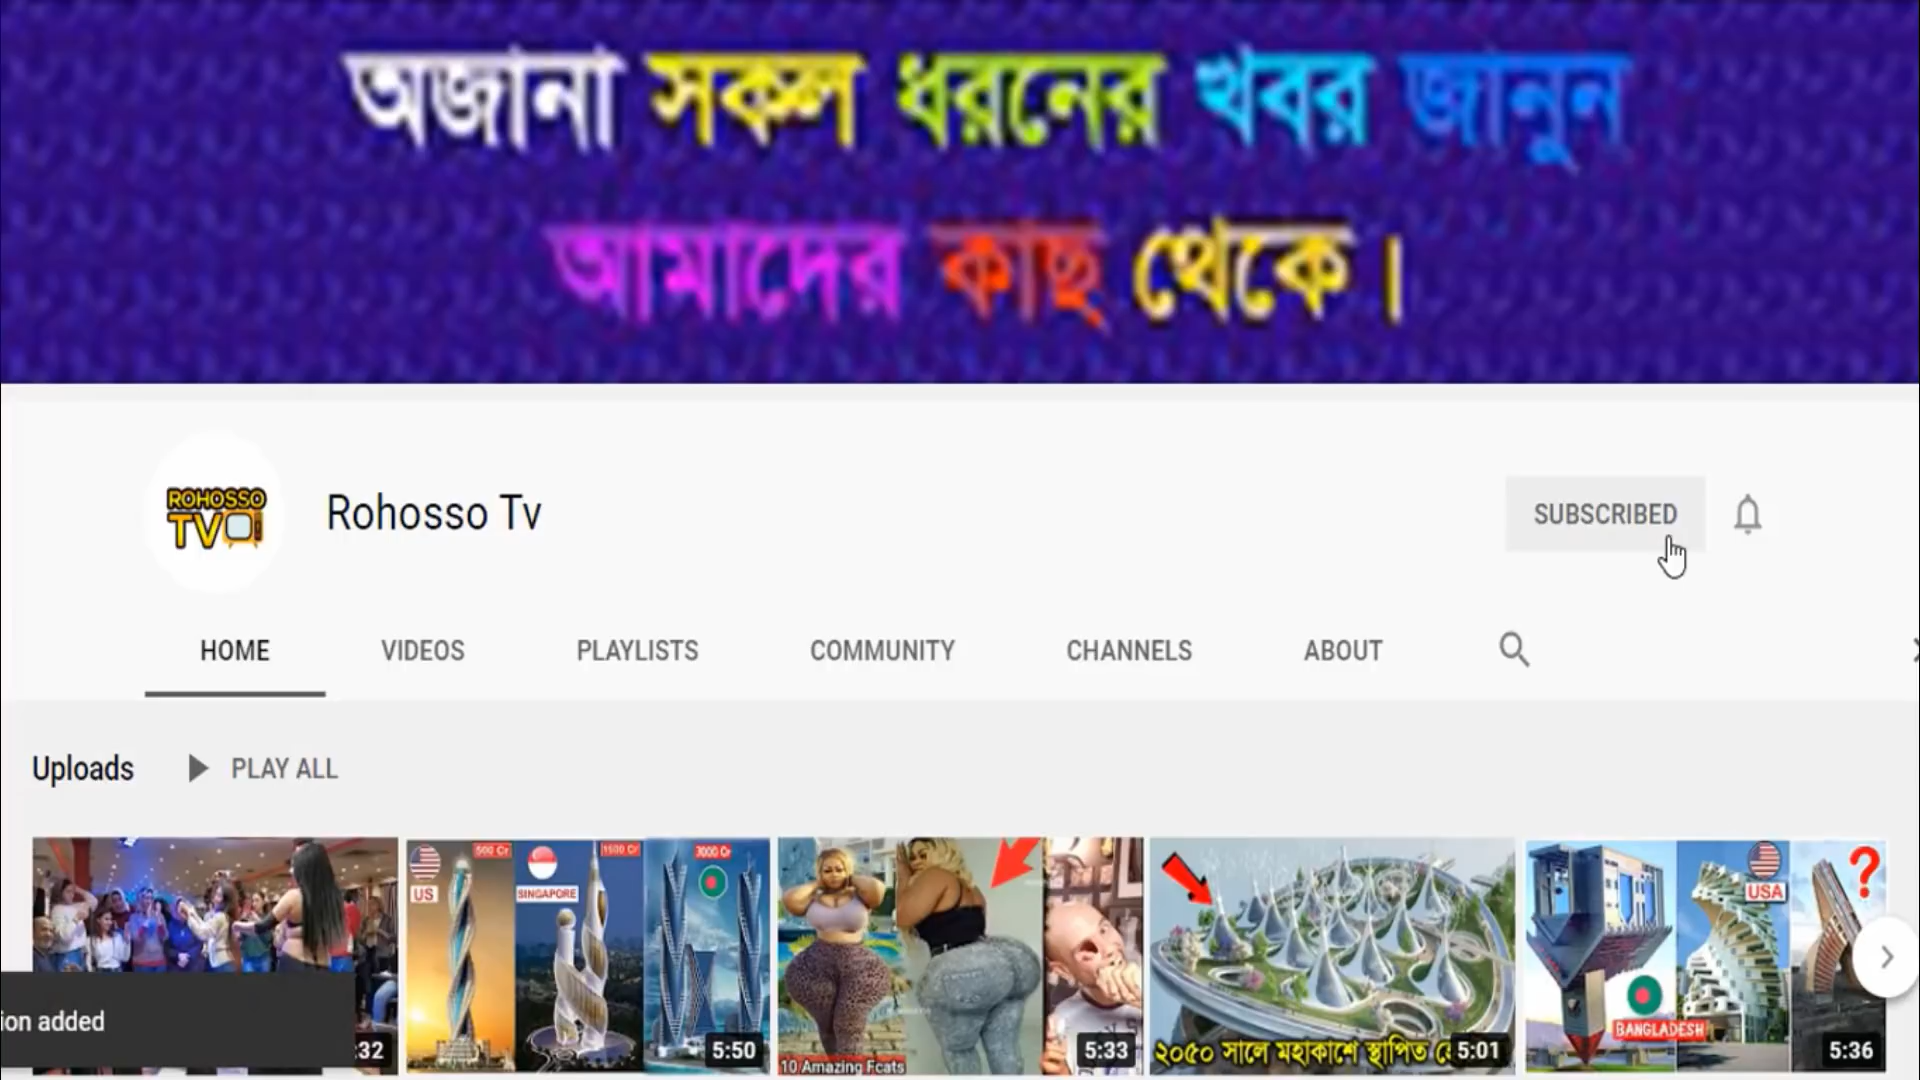 অজানা সকল ধরনের খবর জানুন
আমাদের কাছ থেকে।
ROHOSSO
TV
Rohosso Tv
SUBSCRIBED
HOME VIDEOS PLAYLISTS COMMUNITY CHANNELS ABOUT
Uploads PLAY ALL
US
500 Cr
SINGAPORE
1500 Cr
3000 Cr
5:50
10 Amazing Fcats
5:33
২০৫০ সালে মহাকাশে স্থাপিত
5:01
USA
?
BANGLADESH
5:36
ion added
:32